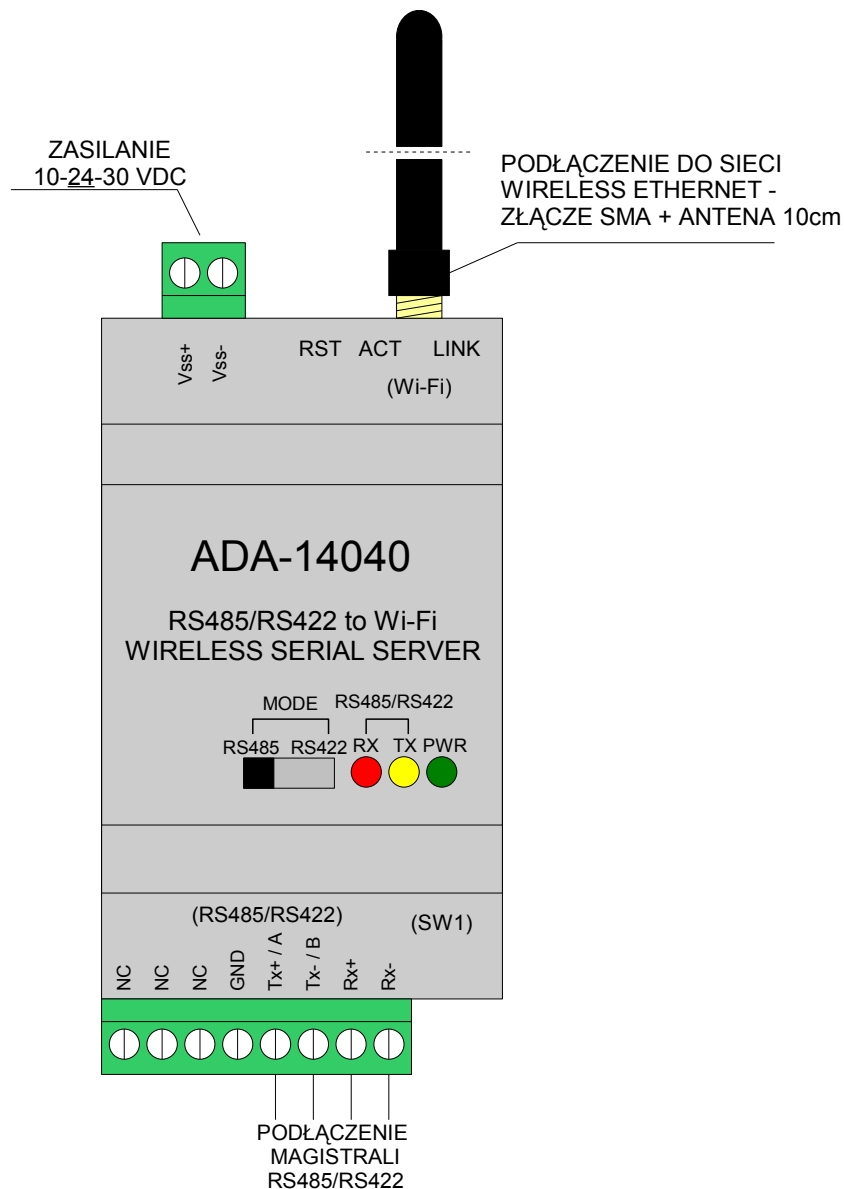 ZASILANIE
10-24-30 VDC
PODŁĄCZENIE DO SIECI
WIRELESS ETHERNET -
ZŁĄCZE SMA + ANTENA 10cm
Vss+
Vss-
RST ACT LINK
(Wi-Fi)
ADA-14040
RS485/RS422 to Wi-Fi
WIRELESS SERIAL SERVER
MODE RS485/RS422
RS485 RS422 RX TX PWR
(RS485/RS422) (SW1)
NC
NC
NC
GND
Tx+ / A
Tx- / B
Rx+
Rx-
PODŁĄCZENIE
MAGISTRALI
RS485/RS422